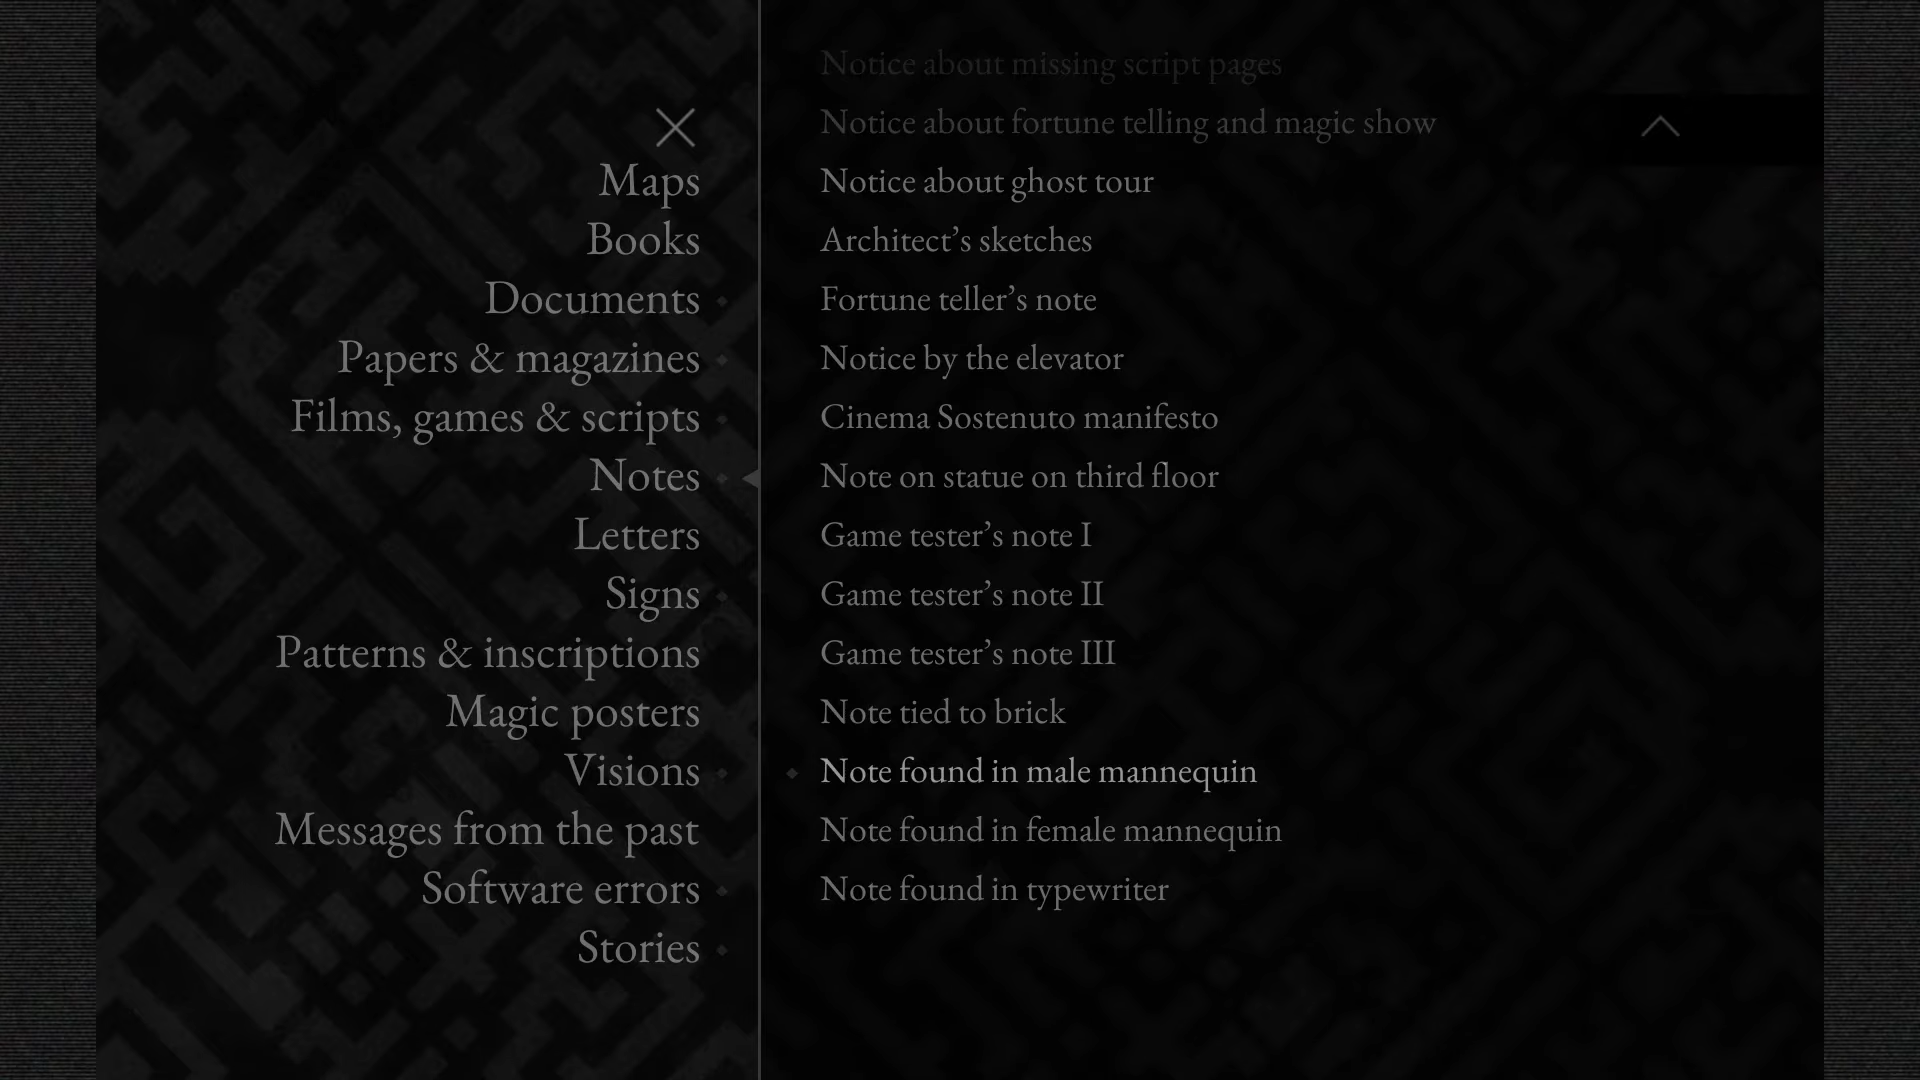 Maps
Books
Documents
Papers & magazines
Films, games & scripts
Notes
Letters
Signs
Patterns & inscriptions
Magic posters
Visions
Messages from the past
Software errors
Stories
Notice about missing script pages
Notice about fortune telling and magic show
Notice about ghost tour
Architect’s sketches
Fortune teller’s note
Notice by the elevator
Cinema Sostenuto manifesto
Note on statue on third floor
Game tester’s note I
Game tester’s note II
Game tester’s note III
Note tied to brick
Note found in male mannequin
Note found in female mannequin
Note found in typewriter